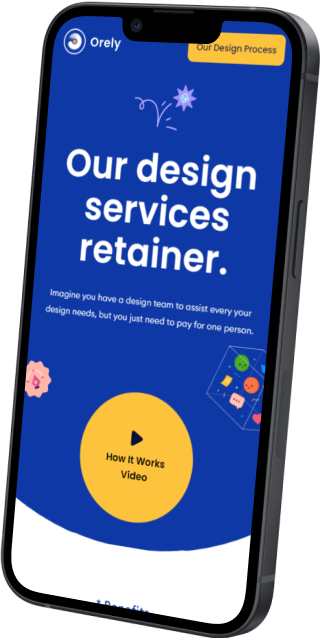 Orely
Our Design Process
Our design
services
retainer.
Imagine you have a design team to assist every your
design needs, but you just need to pay for one person.
How It Works
Video
* Benefits